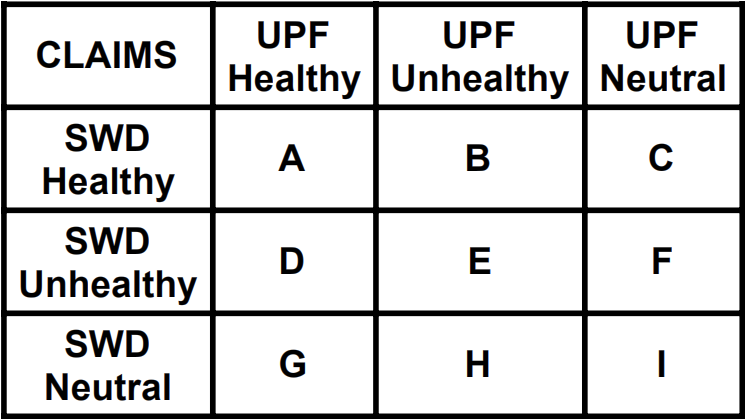 CLAIMS
UPF
Healthy
UPF
Unhealthy
UPF
Neutral
SWD
Healthy
A
B
C
SWD
Unhealthy
D
E
F
SWD
Neutral
G
H
I